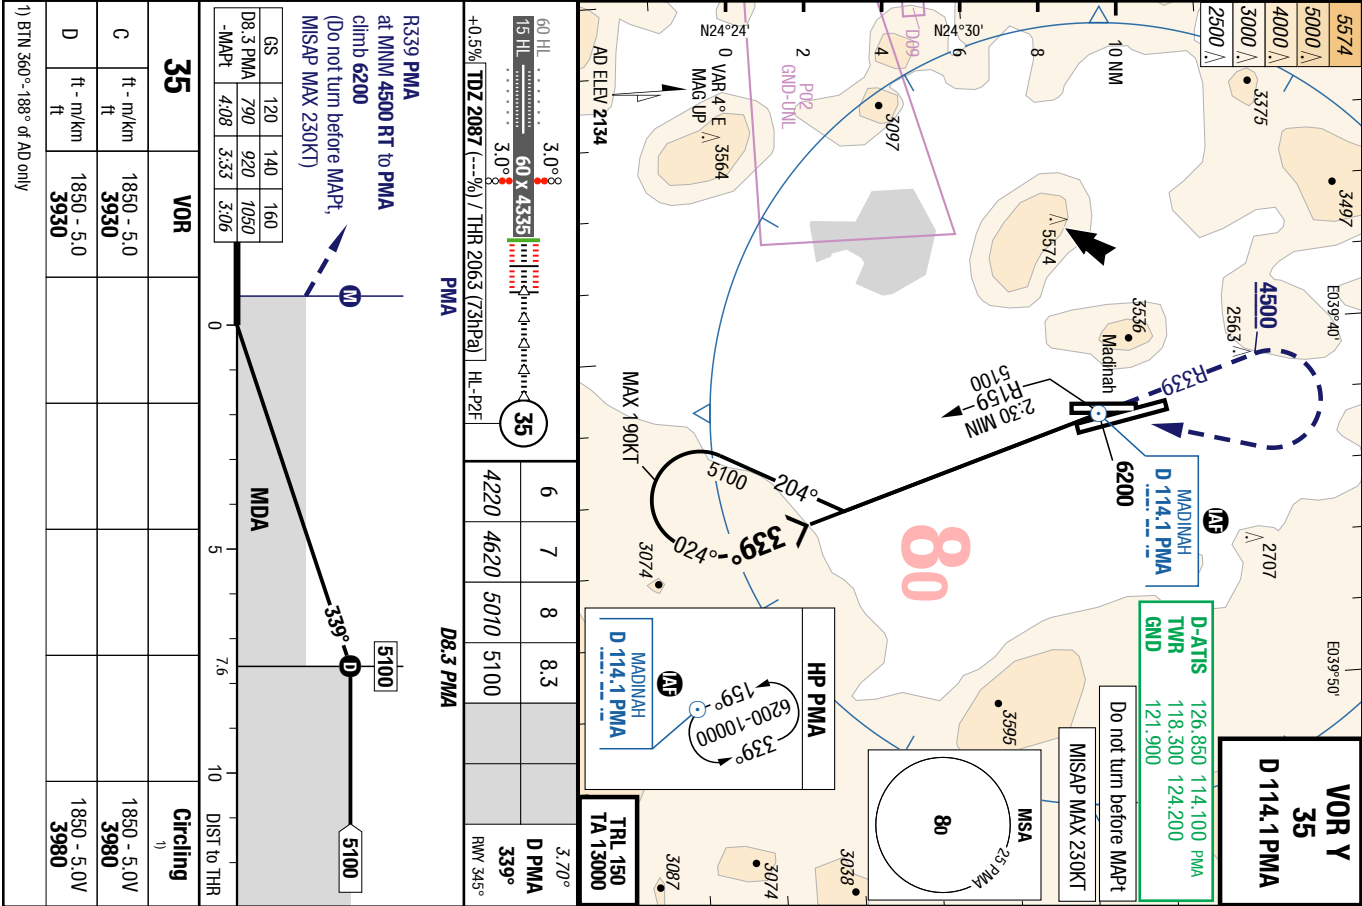 VOR Y
35
D 114.1 PMA
D-ATIS 126.850 114.100 PMA
TWR 118.300 124.200
GND 121.900
Do not turn before MAPt
MISAP MAX 230KT
MSA
25 PMA
80
TRL 150
TA 13000
5574
5000
4000
3000
2500
10 NM
8
6
4
2
0
N24°30'
N24°24'
E039°40'
E039°50'
3375
3497
D09
P02
GND-UNL
3097
VAR 4° E
MAG UP
3564
AD ELEV 2134
5574
3536
Madinah
2563
4500
R339
6200
IAF
MADINAH
D 114.1 PMA
2707
2:30 MIN
R159
5100
MAX 190KT
5100
204°
024°
339°
80
3074
3595
3038
3074
3087
HP PMA
6200-10000
159°
339°
IAF
MADINAH
D 114.1 PMA
60 HL
15 HL
60 x 4335
3.0°
3.0°
+0.5%
TDZ 2087 (---%) / THR 2063 (73hPa)
HL-P2F
35
6 7 8 8.3
4220 4620 5010 5100
3.70°
D PMA
339°
RWY 345°
R339 PMA
at MNM 4500 RT to PMA
climb 6200
(Do not turn before MAPt,
MISAP MAX 230KT)
PMA
D8.3 PMA
M
D
339°
5100
5100
MDA
GS 120 140 160
D8.3 PMA 790 920 1050
-MAPt 4:08 3:33 3:06
0 5 7.6 10 DIST to THR
35 VOR Circling 1)
C ft - m/km 1850 - 5.0 1850 - 5.0V
ft 3930 3980
D ft - m/km 1850 - 5.0 1850 - 5.0V
ft 3930 3980
1) BTN 360°-188° of AD only